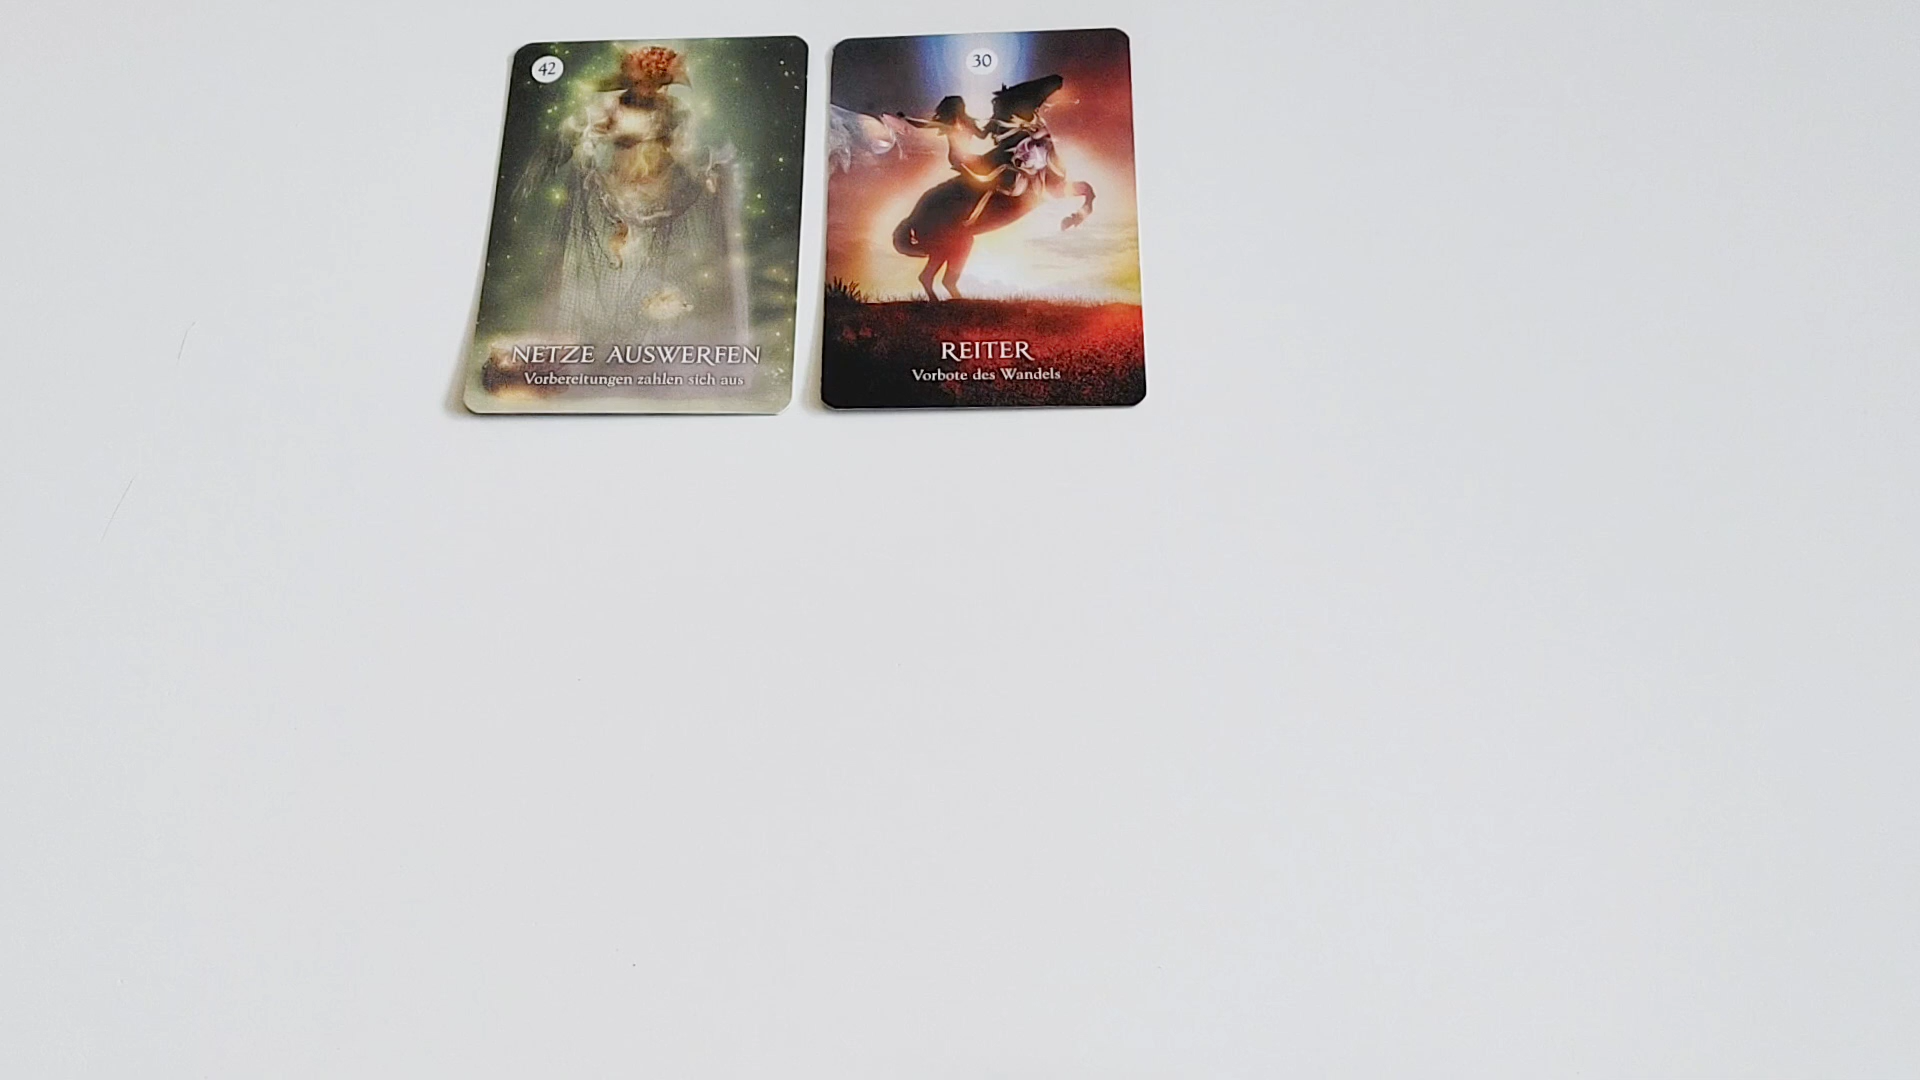 42
NETZE AUSWERFEN
Vorbereitungen zahlen sich aus
30
REITER
Vorbote des Wandels